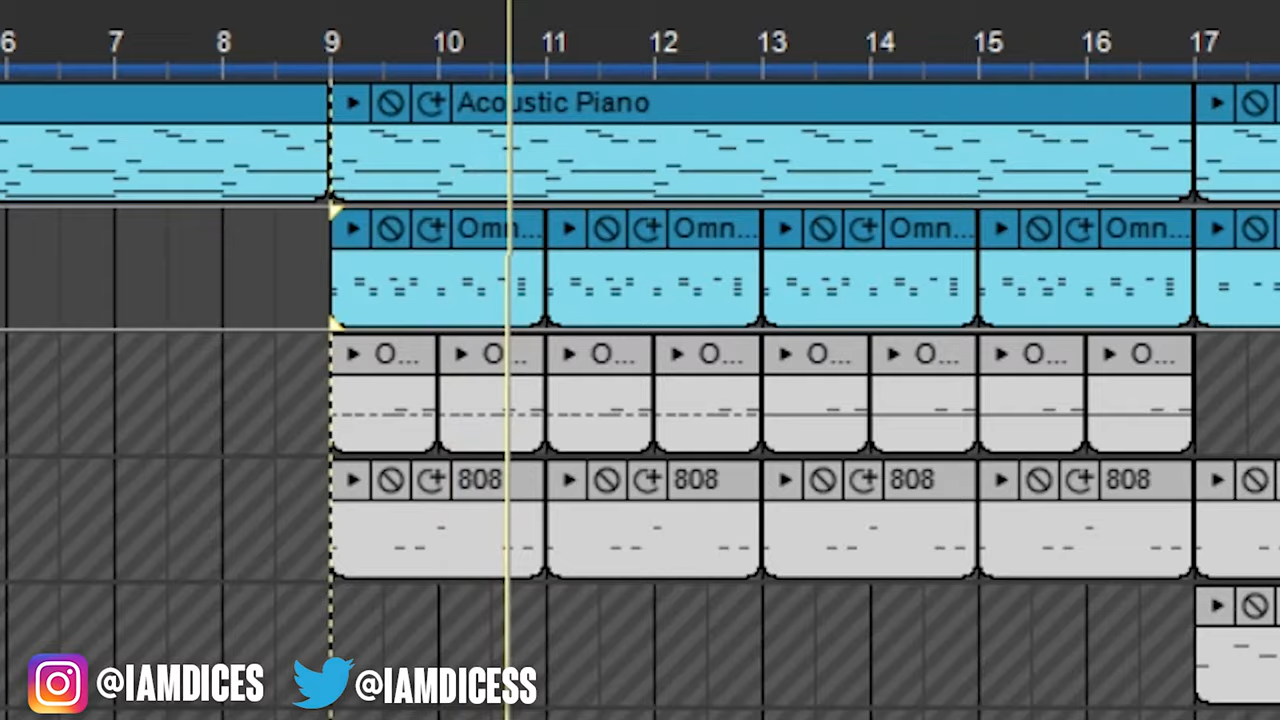 6 7 8 9 10 11 12 13 14 15 16 17
Acoustic Piano
Omn... Omn... Omn... Omn...
O... O... O... O... O... O... O... O...
808 808 808 808
@IAMDICES @IAMDICESS